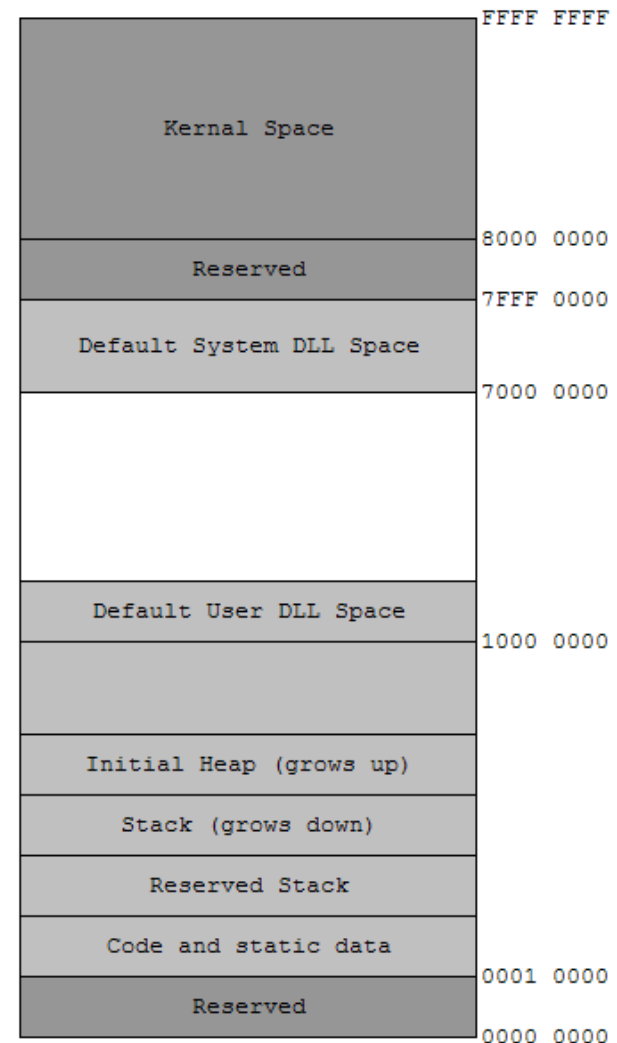 FFFF FFFF
Kernal Space
8000 0000
Reserved
7FFF 0000
Default System DLL Space
7000 0000
Default User DLL Space
1000 0000
Initial Heap (grows up)
Stack (grows down)
Reserved Stack
Code and static data
0001 0000
Reserved
0000 0000